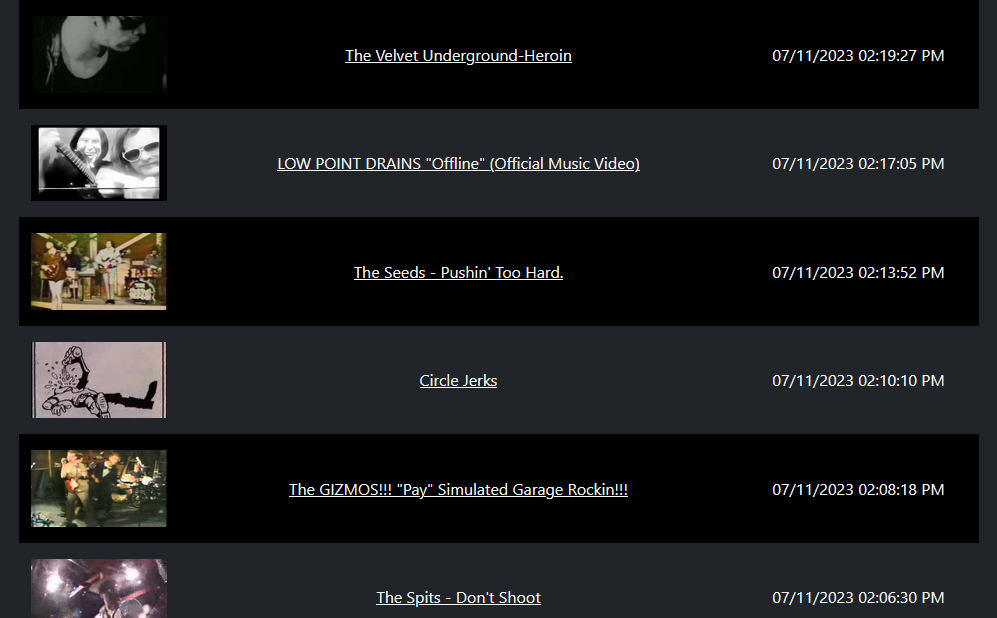 The Velvet Underground-Heroin 07/11/2023 02:19:27 PM
LOW POINT DRAINS "Offline" (Official Music Video) 07/11/2023 02:17:05 PM
The Seeds - Pushin' Too Hard. 07/11/2023 02:13:52 PM
Circle Jerks 07/11/2023 02:10:10 PM
The GIZMOS!!! "Pay" Simulated Garage Rockin!!! 07/11/2023 02:08:18 PM
The Spits - Don't Shoot 07/11/2023 02:06:30 PM